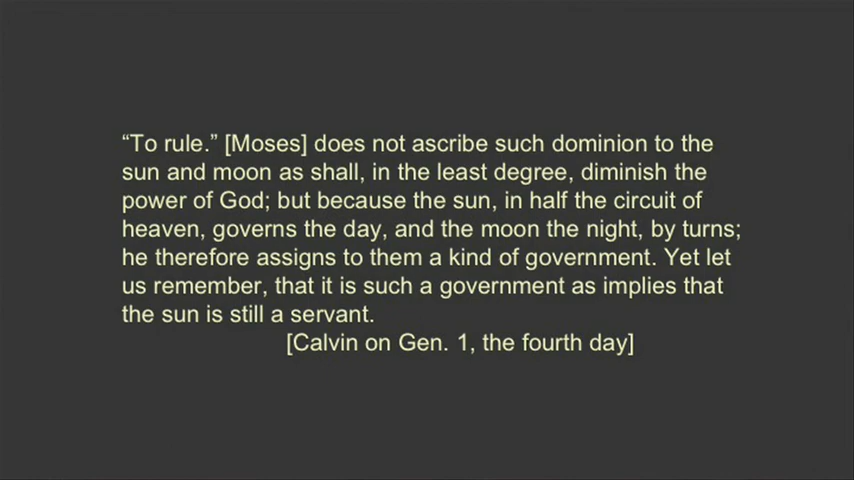 “To rule.” [Moses] does not ascribe such dominion to the
sun and moon as shall, in the least degree, diminish the
power of God; but because the sun, in half the circuit of
heaven, governs the day, and the moon the night, by turns;
he therefore assigns to them a kind of government. Yet let
us remember, that it is such a government as implies that
the sun is still a servant.
[Calvin on Gen. 1, the fourth day]